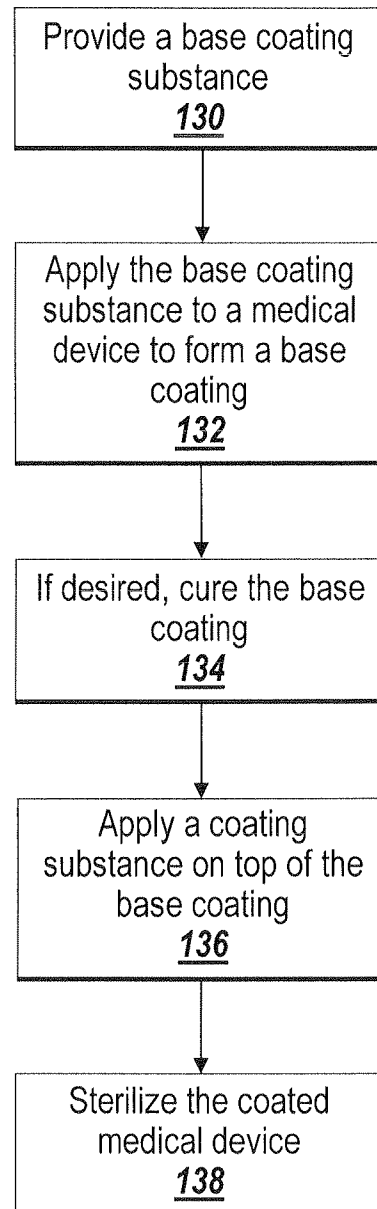 Provide a base coating
substance
130
Apply the base coating
substance to a medical
device to form a base
coating
132
If desired, cure the base
coating
134
Apply a coating
substance on top of the
base coating
136
Sterilize the coated
medical device
138